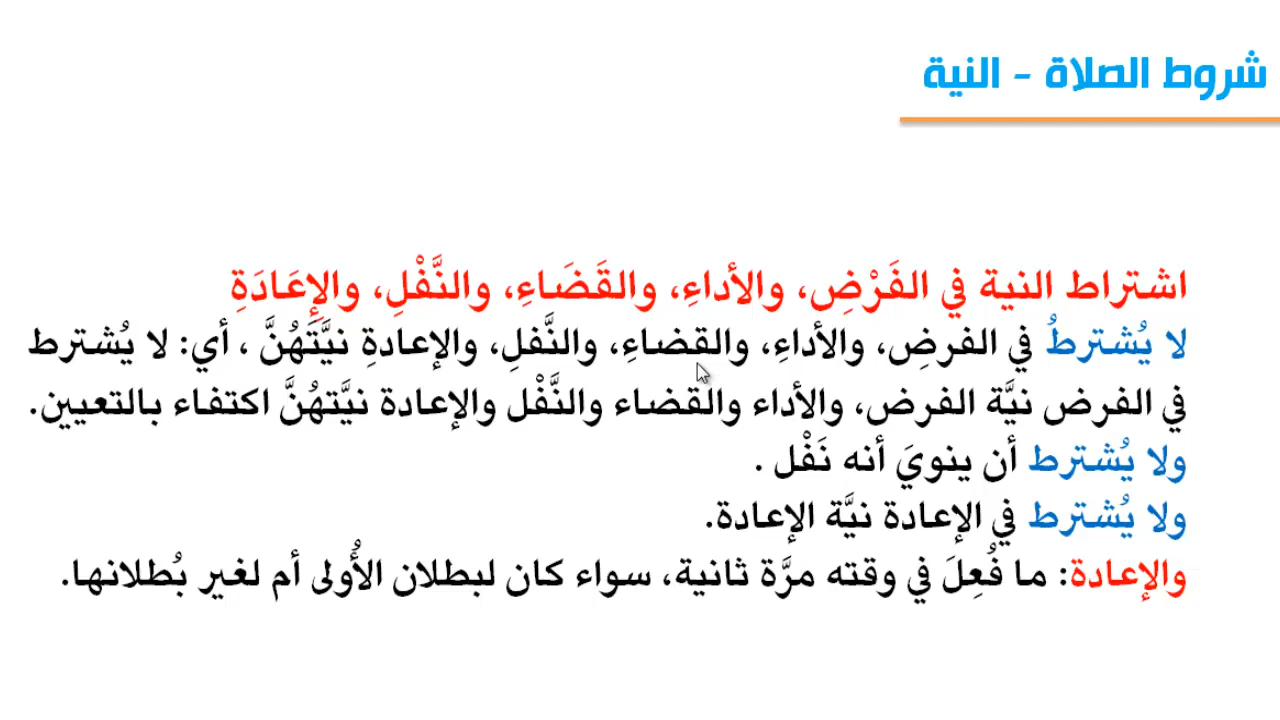 شروط الصلاة - النية
اشتراط النية في الفَرْضِ، والأداءِ، والقَضَاءِ، والنَّفْلِ، والإِعَادَةِ
لا يُشترطُ في الفرضِ، والأداءِ، والقضاءِ، والنَّفلِ، والإعادةِ نيَّتَهُنَّ ، أي: لا يُشترط
في الفرض نيَّة الفرض، والأداء والقضاء والنَّفْل والإعادة نيَّتهُنَّ اكتفاء بالتعيين.
ولا يُشترط أن ينويَ أنه نَفْل .
ولا يُشترط في الإعادة نيَّة الإعادة.
والإعادة: ما فُعِلَ في وقته مرَّة ثانية، سواء كان لبطلان الأُولى أم لغير بُطلانها.